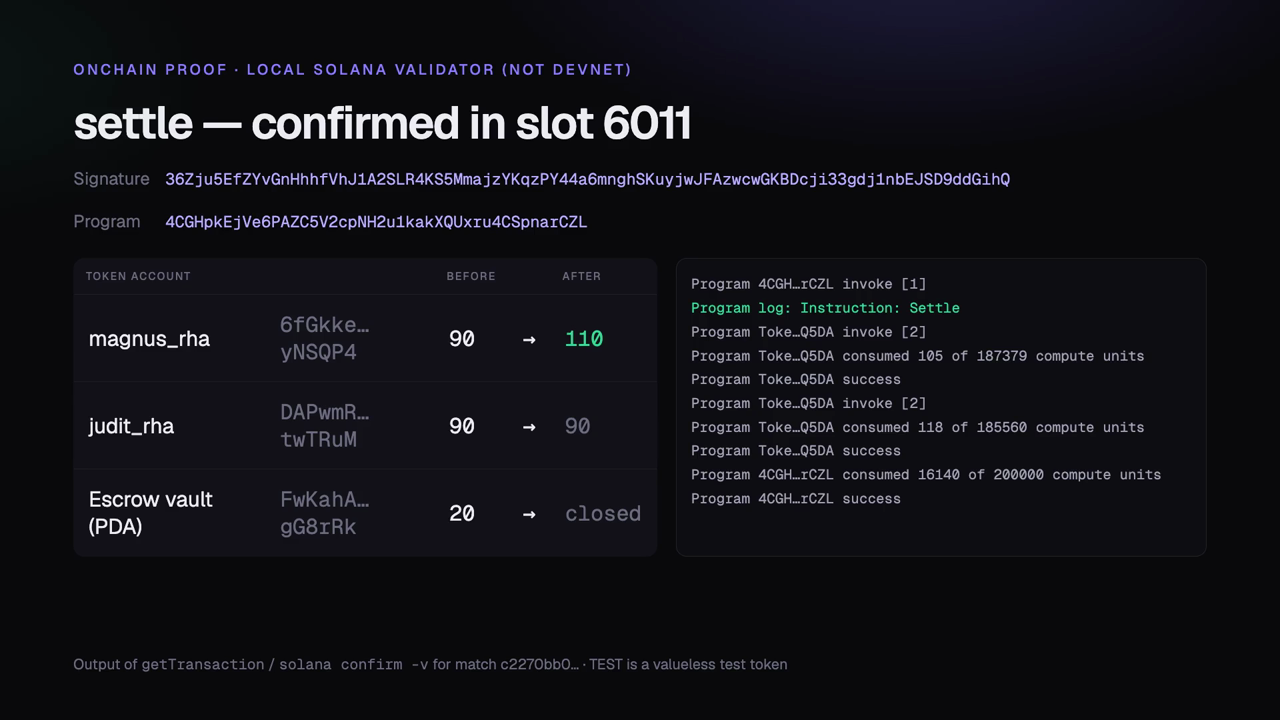 ONCHAIN PROOF · LOCAL SOLANA VALIDATOR (NOT DEVNET)
settle — confirmed in slot 6011
Signature 36Zju5EfZYvGnHhhfVhJ1A2SLR4KS5MmajzYKqzPY44a6mnghSKuyjwJFAzwcwGKBDcji33gdj1nbEJSD9ddGihQ
Program 4CGHpkEjVe6PAZC5V2cpNH2u1kakXQUxru4CSpnarCZL
TOKEN ACCOUNT BEFORE AFTER
magnus_rha 6fGkke… yNSQP4 90 → 110
judit_rha DAPwmR… twTRuM 90 → 90
Escrow vault (PDA) FwKahA… gG8rRk 20 → closed
Program 4CGH…rCZL invoke [1]
Program log: Instruction: Settle
Program Toke…Q5DA invoke [2]
Program Toke…Q5DA consumed 105 of 187379 compute units
Program Toke…Q5DA success
Program Toke…Q5DA invoke [2]
Program Toke…Q5DA consumed 118 of 185560 compute units
Program Toke…Q5DA success
Program 4CGH…rCZL consumed 16140 of 200000 compute units
Program 4CGH…rCZL success
Output of getTransaction / solana confirm -v for match c2270bb0… · TEST is a valueless test token